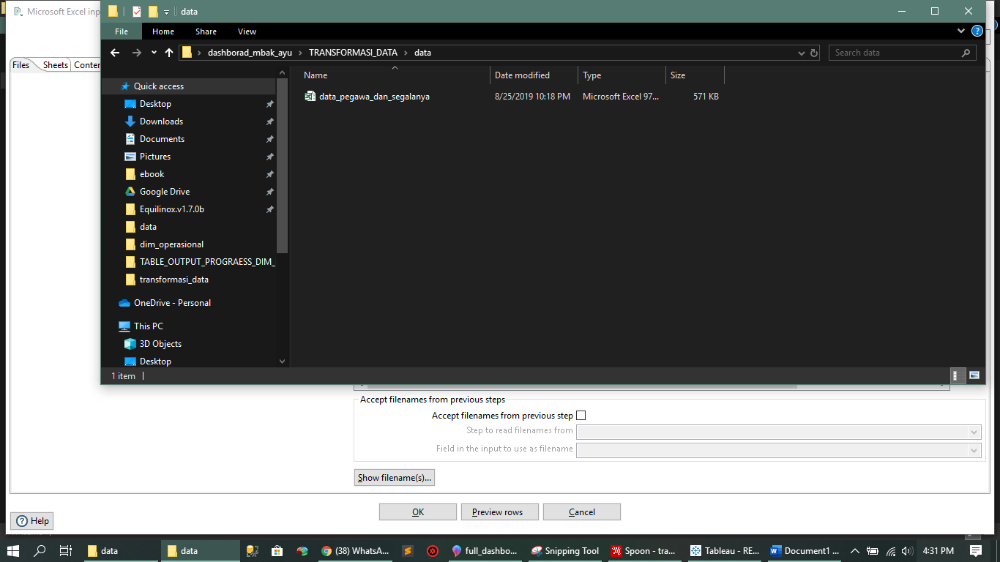 Microsoft Excel inp
data
File Home Share View
dashborad_mbak_ayu > TRANSFORMASI_DATA > data
Search data
Files Sheets Conten
Name Date modified Type Size
data_pegawa_dan_segalanya 8/25/2019 10:18 PM Microsoft Excel 97... 571 KB
Quick access
Desktop
Downloads
Documents
Pictures
ebook
Google Drive
Equilinox.v1.7.0b
data
dim_operasional
TABLE_OUTPUT_PROGRAESS_DIM_
transformasi_data
OneDrive - Personal
This PC
3D Objects
Desktop
1 item
Accept filenames from previous steps
Accept filenames from previous step
Step to read filenames from
Field in the input to use as filename
Show filename(s)...
OK Preview rows Cancel
Help
data data (38) WhatsA... full_dashbo... Snipping Tool Spoon - tra... Tableau - RE... Document1 ... 4:31 PM